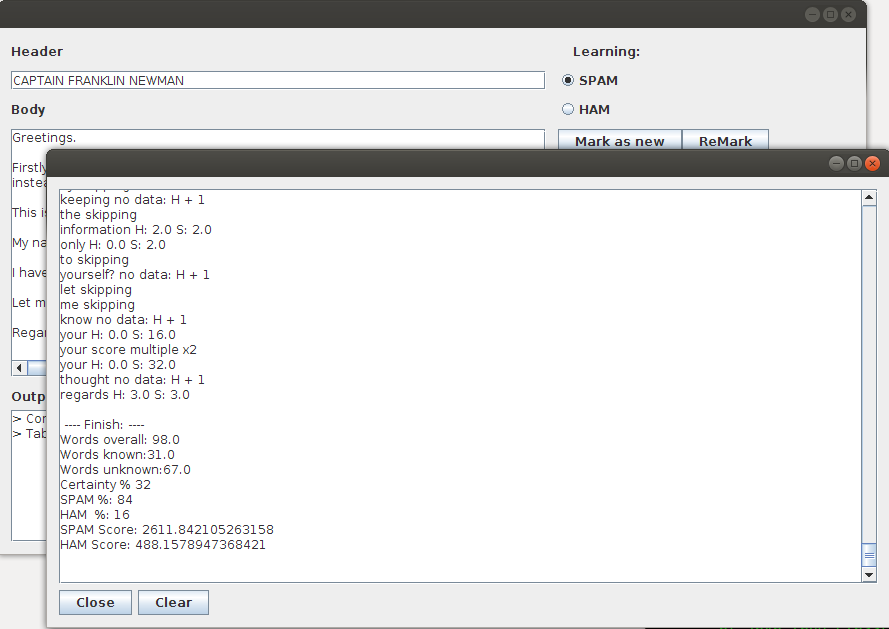 Header
Learning:
CAPTAIN FRANKLIN NEWMAN
SPAM
Body
HAM
Greetings.
Mark as new
ReMark
Firstly
This is
My na
I have
Let m
Regar
Outp
> Cor
> Tab
keeping no data: H + 1
the skipping
information H: 2.0 S: 2.0
only H: 0.0 S: 2.0
to skipping
yourself? no data: H + 1
let skipping
me skipping
know no data: H + 1
your H: 0.0 S: 16.0
your score multiple x2
your H: 0.0 S: 32.0
thought no data: H + 1
regards H: 3.0 S: 3.0
---- Finish: ----
Words overall: 98.0
Words known:31.0
Words unknown:67.0
Certainty % 32
SPAM %: 84
HAM  %: 16
SPAM Score: 2611.842105263158
HAM Score: 488.1578947368421
Close
Clear